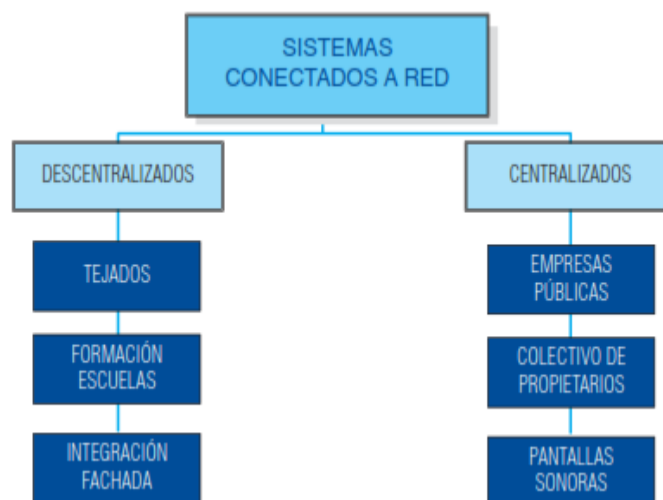 SISTEMAS
CONECTADOS A RED
DESCENTRALIZADOS
CENTRALIZADOS
TEJADOS
EMPRESAS
PÚBLICAS
FORMACIÓN
ESCUELAS
COLECTIVO DE
PROPIETARIOS
INTEGRACIÓN
FACHADA
PANTALLAS
SONORAS